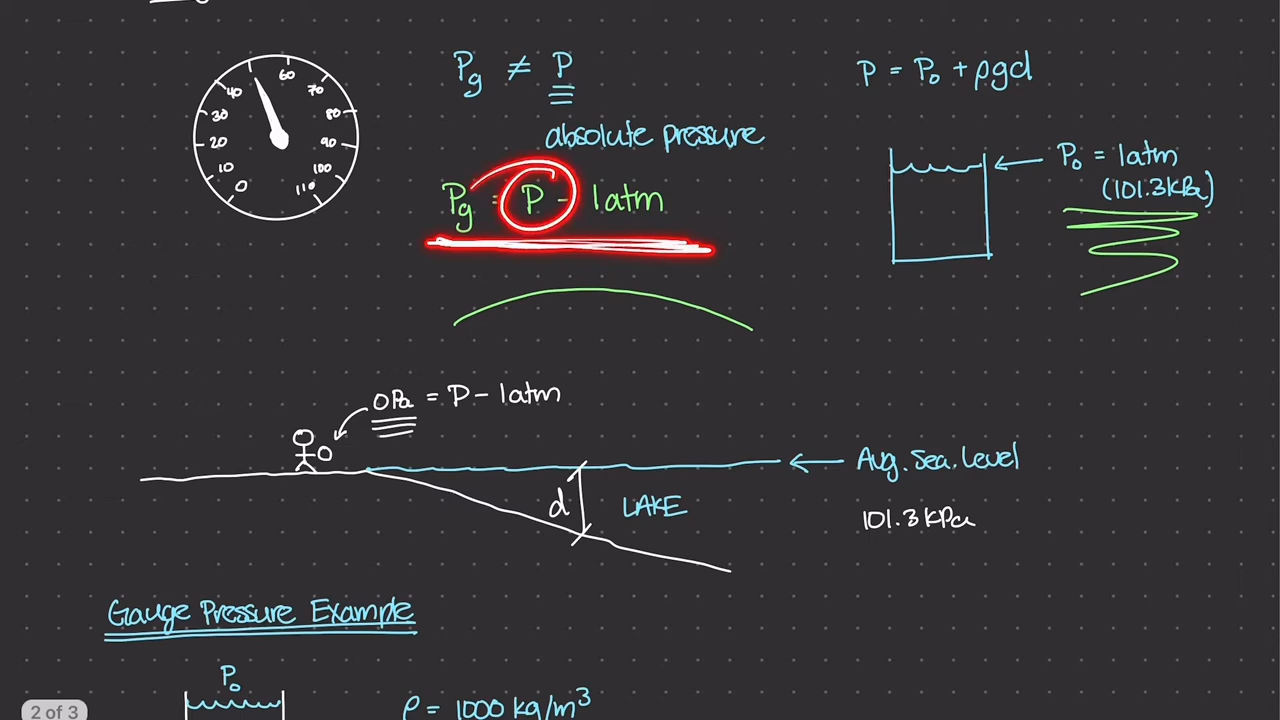 60
40
70
30
80
20
90
10
100
0
110
Pg ≠ P
absolute pressure
Pg = P - 1atm
P = P₀ + ρgd
P₀ = 1atm
(101.3kPa)
0Pa = P - 1atm
d
LAKE
Avg. Sea. Level
101.3kPa
Gauge Pressure Example
P₀
ρ = 1000 kg/m³
2 of 3